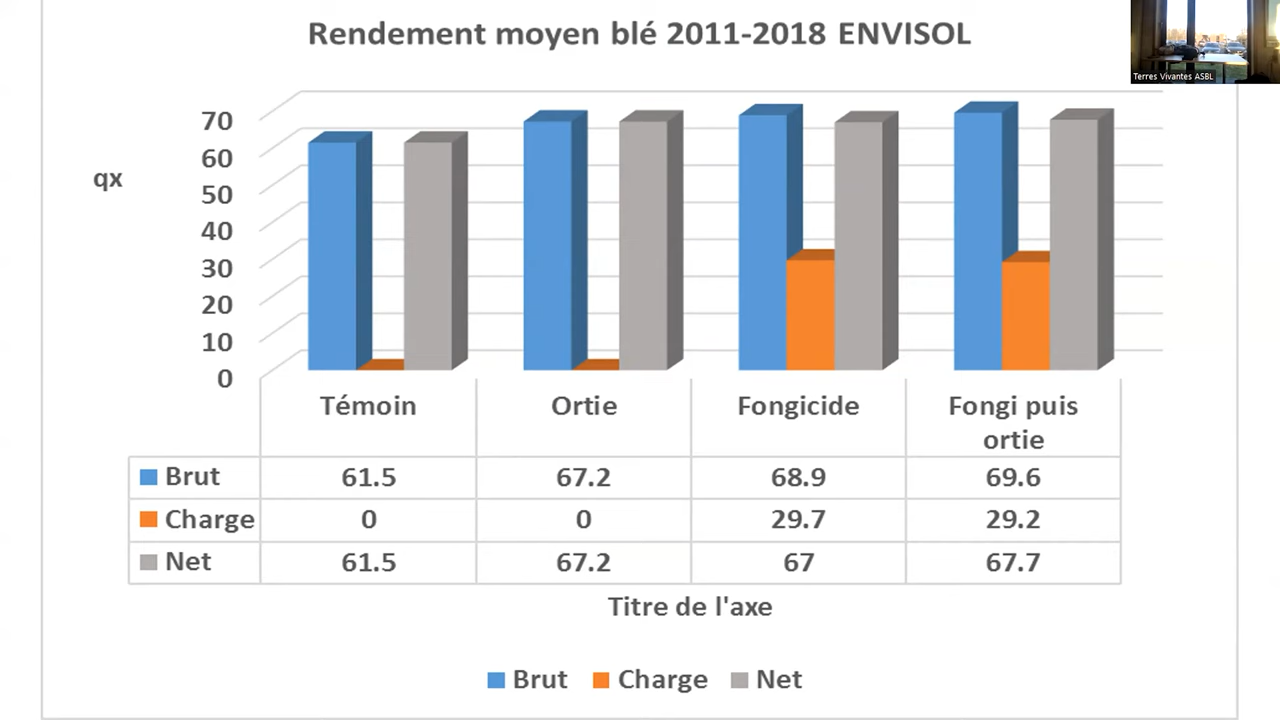 Rendement moyen blé 2011-2018 ENVISOL
Terres Vivantes ASBL
qx
70
60
50
40
30
20
10
0
Témoin Ortie Fongicide Fongi puis
ortie
Brut 61.5 67.2 68.9 69.6
Charge 0 0 29.7 29.2
Net 61.5 67.2 67 67.7
Titre de l'axe
Brut Charge Net